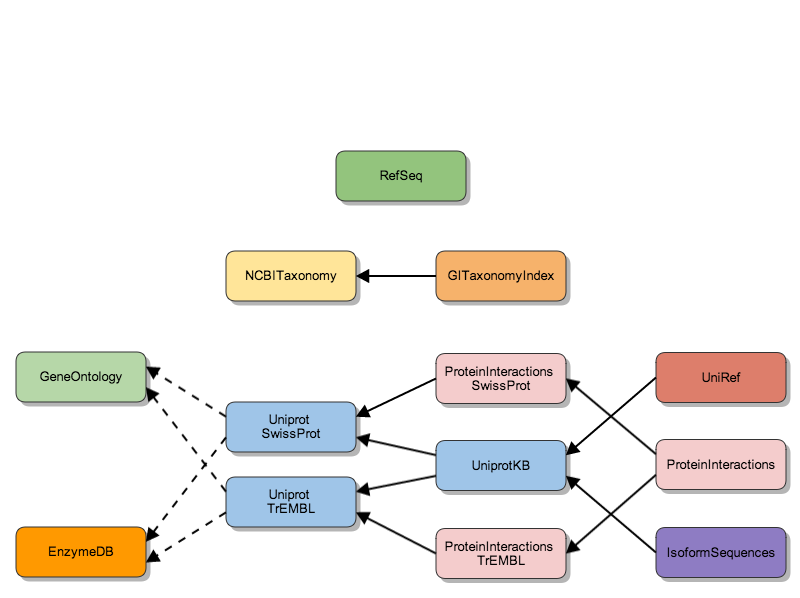 RefSeq
NCBITaxonomy
GITaxonomyIndex
GeneOntology
Uniprot
SwissProt
ProteinInteractions
SwissProt
UniRef
UniprotKB
ProteinInteractions
Uniprot
TrEMBL
EnzymeDB
ProteinInteractions
TrEMBL
IsoformSequences